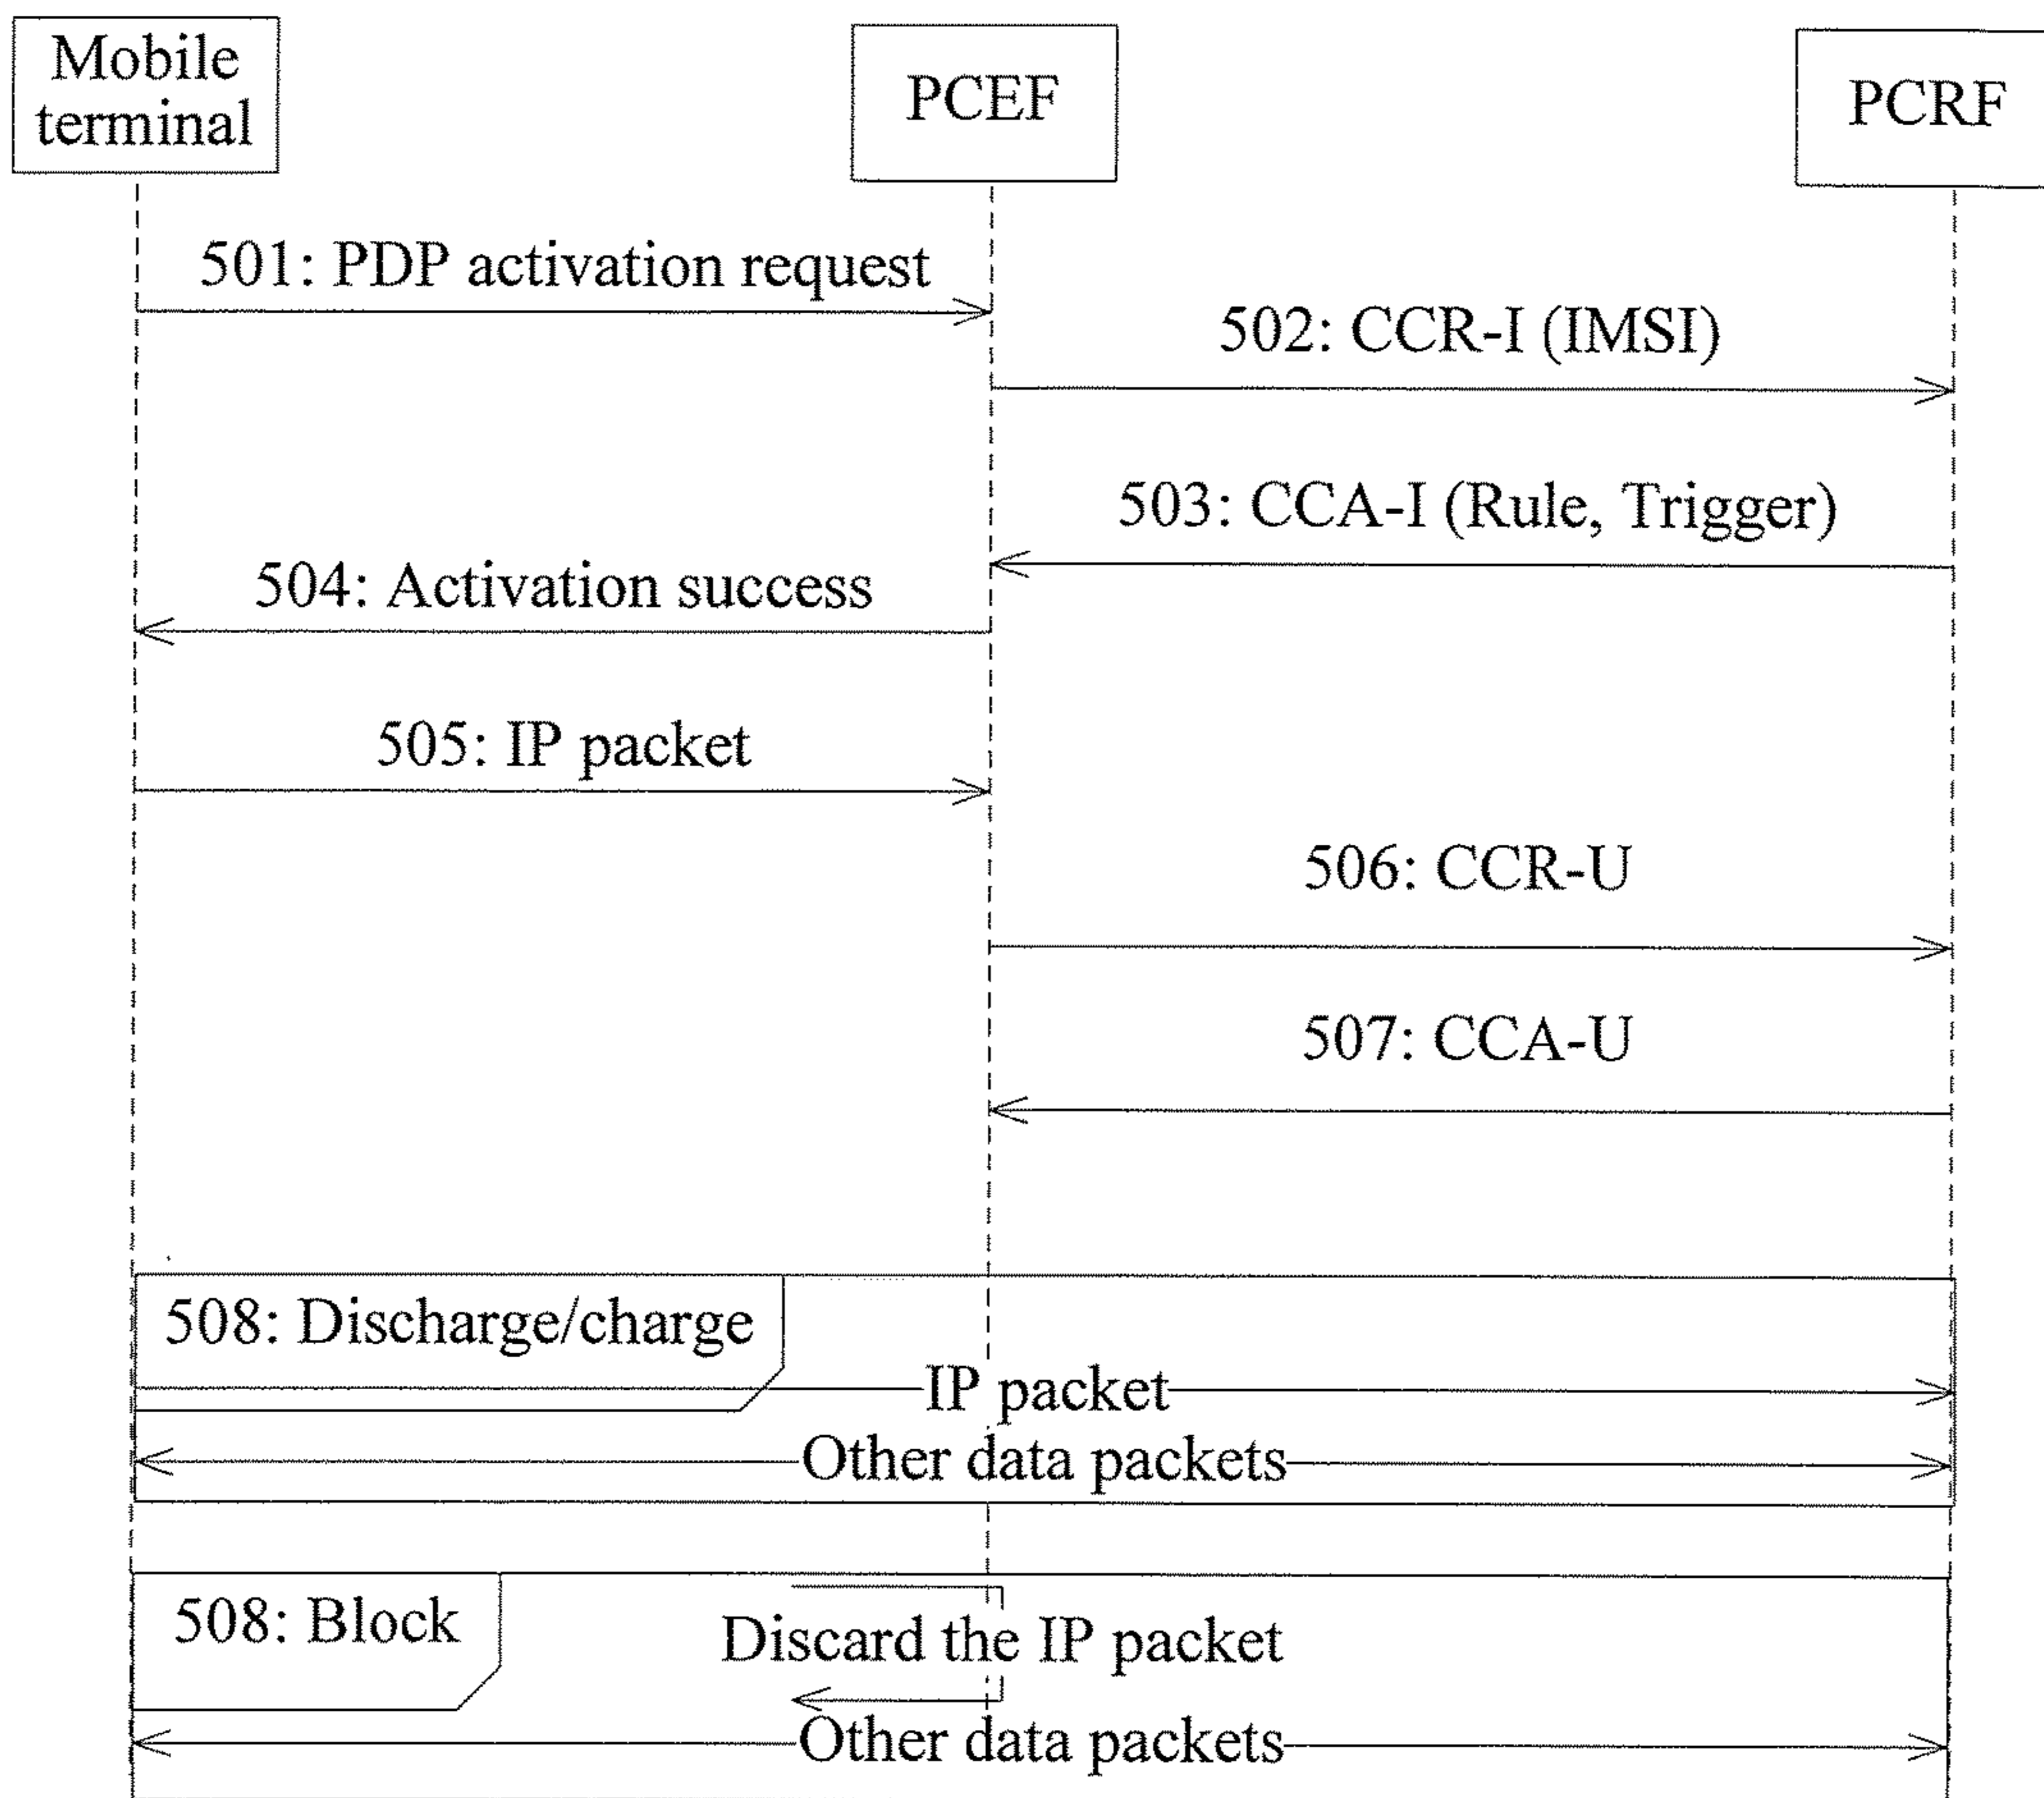 Mobile
terminal
PCEF
PCRF
501: PDP activation request
502: CCR-I (IMSI)
503: CCA-I (Rule, Trigger)
504: Activation success
505: IP packet
506: CCR-U
507: CCA-U
508: Discharge/charge
IP packet
Other data packets
508: Block
Discard the IP packet
Other data packets